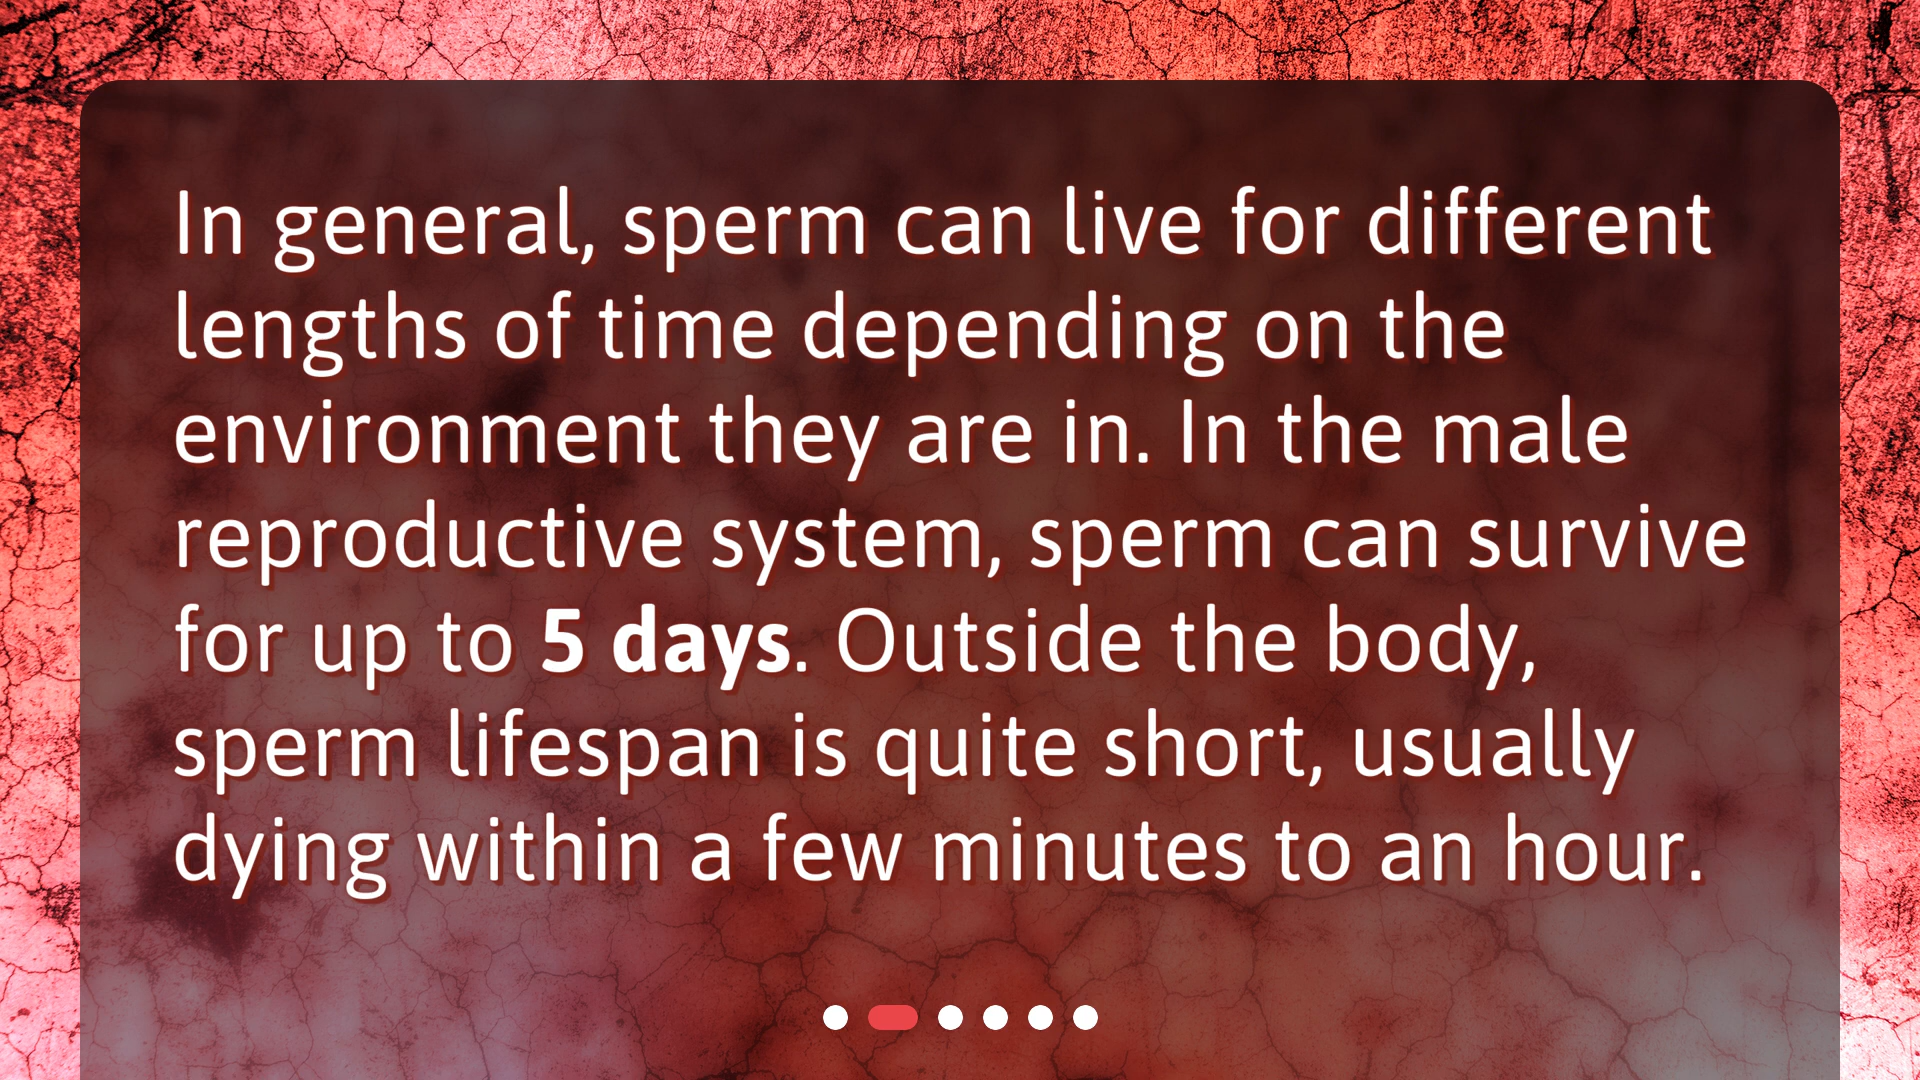 In general, sperm can live for different
lengths of time depending on the
environment they are in. In the male
reproductive system, sperm can survive
for up to 5 days. Outside the body,
sperm lifespan is quite short, usually
dying within a few minutes to an hour.